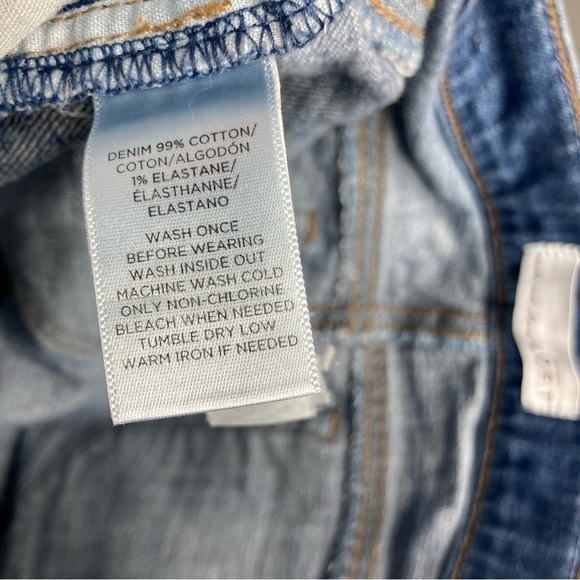 DENIM 99% COTTON/
COTON/ALGODÓN
1% ELASTANE/
ÉLASTHANNE/
ELASTANO
WASH ONCE
BEFORE WEARING
WASH INSIDE OUT
MACHINE WASH COLD
ONLY NON-CHLORINE
BLEACH WHEN NEEDED
TUMBLE DRY LOW
WARM IRON IF NEEDED